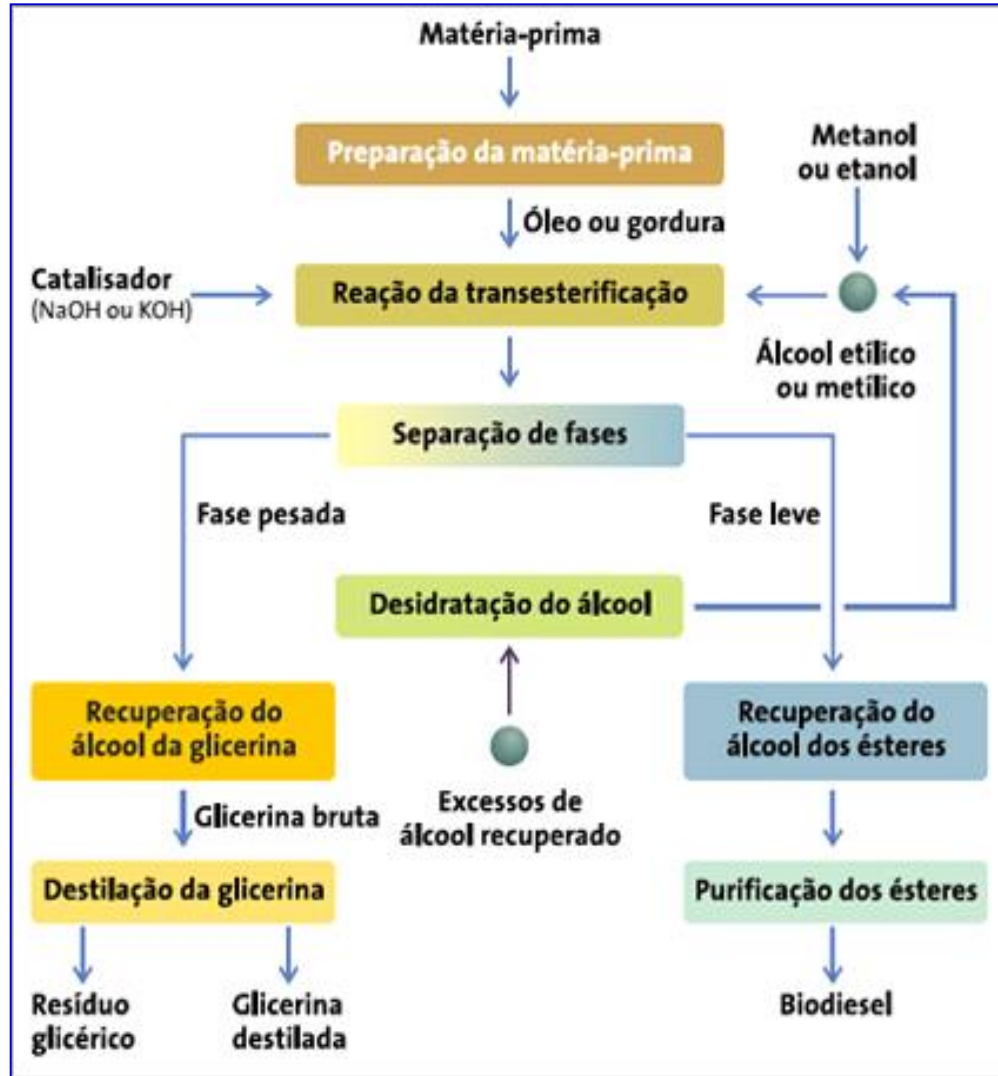 Matéria-prima
Preparação da matéria-prima
Metanol
ou etanol
Óleo ou gordura
Catalisador
(NaOH ou KOH)
Reação da transesterificação
Álcool etílico
ou metílico
Separação de fases
Fase pesada
Fase leve
Desidratação do álcool
Recuperação do
álcool da glicerina
Recuperação do
álcool dos ésteres
Glicerina bruta
Excessos de
álcool recuperado
Destilação da glicerina
Purificação dos ésteres
Resíduo
glicérico
Glicerina
destilada
Biodiesel